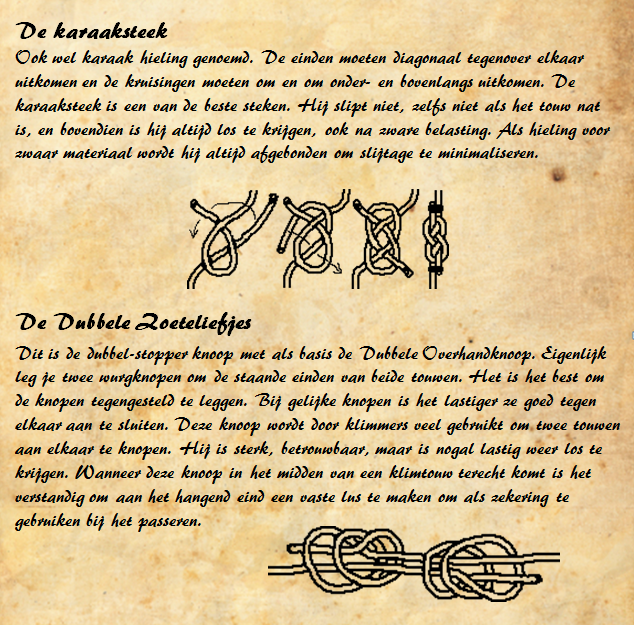 De karaaksteek
Ook wel karaak hieling genoemd. De einden moeten diagonaal tegenover elkaar
uitkomen en de kruisingen moeten om en om onder- en bovenlangs uitkomen. De
karaaksteek is een van de beste steken. Hij slipt niet, zelfs niet als het touw nat
is, en bovendien is hij altijd los te krijgen, ook na zware belasting. Als hieling voor
zwaar materiaal wordt hij altijd afgebonden om slijtage te minimaliseren.
De Dubbele Zoeteliefjes
Dit is de dubbel-stopper knoop met als basis de Dubbele Overhandknoop. Eigenlijk
leg je twee wurgknopen om de staande einden van beide touwen. Het is het best om
de knopen tegengesteld te leggen. Bij gelijke knopen is het lastiger ze goed tegen
elkaar aan te sluiten. Deze knoop wordt door klimmers veel gebruikt om twee touwen
aan elkaar te knopen. Hij is sterk, betrouwbaar, maar is nogal lastig weer los te
krijgen. Wanneer deze knoop in het midden van een klimtouw terecht komt is het
verstandig om aan het hangend eind een vaste lus te maken om als zekering te
gebruiken bij het passeren.